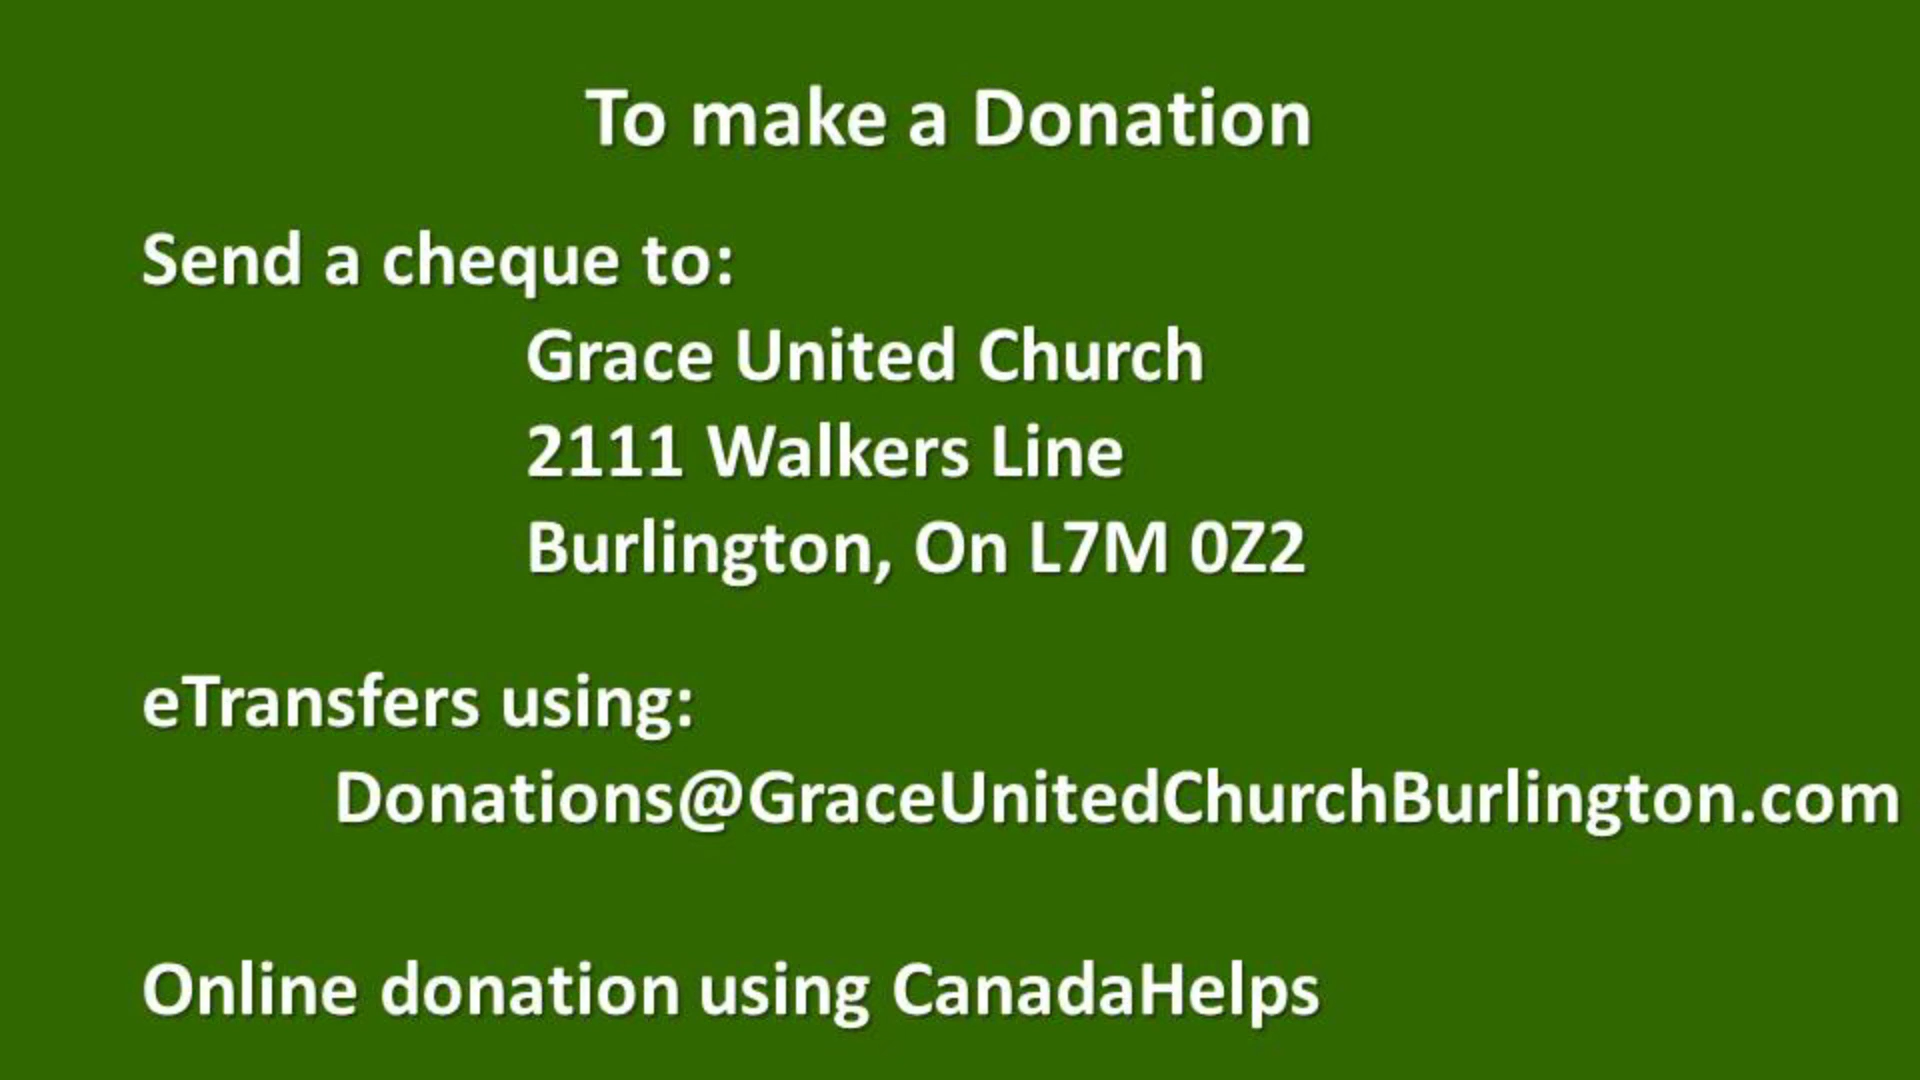 To make a Donation
Send a cheque to:
Grace United Church
2111 Walkers Line
Burlington, On L7M 0Z2
eTransfers using:
Donations@GraceUnitedChurchBurlington.com
Online donation using CanadaHelps